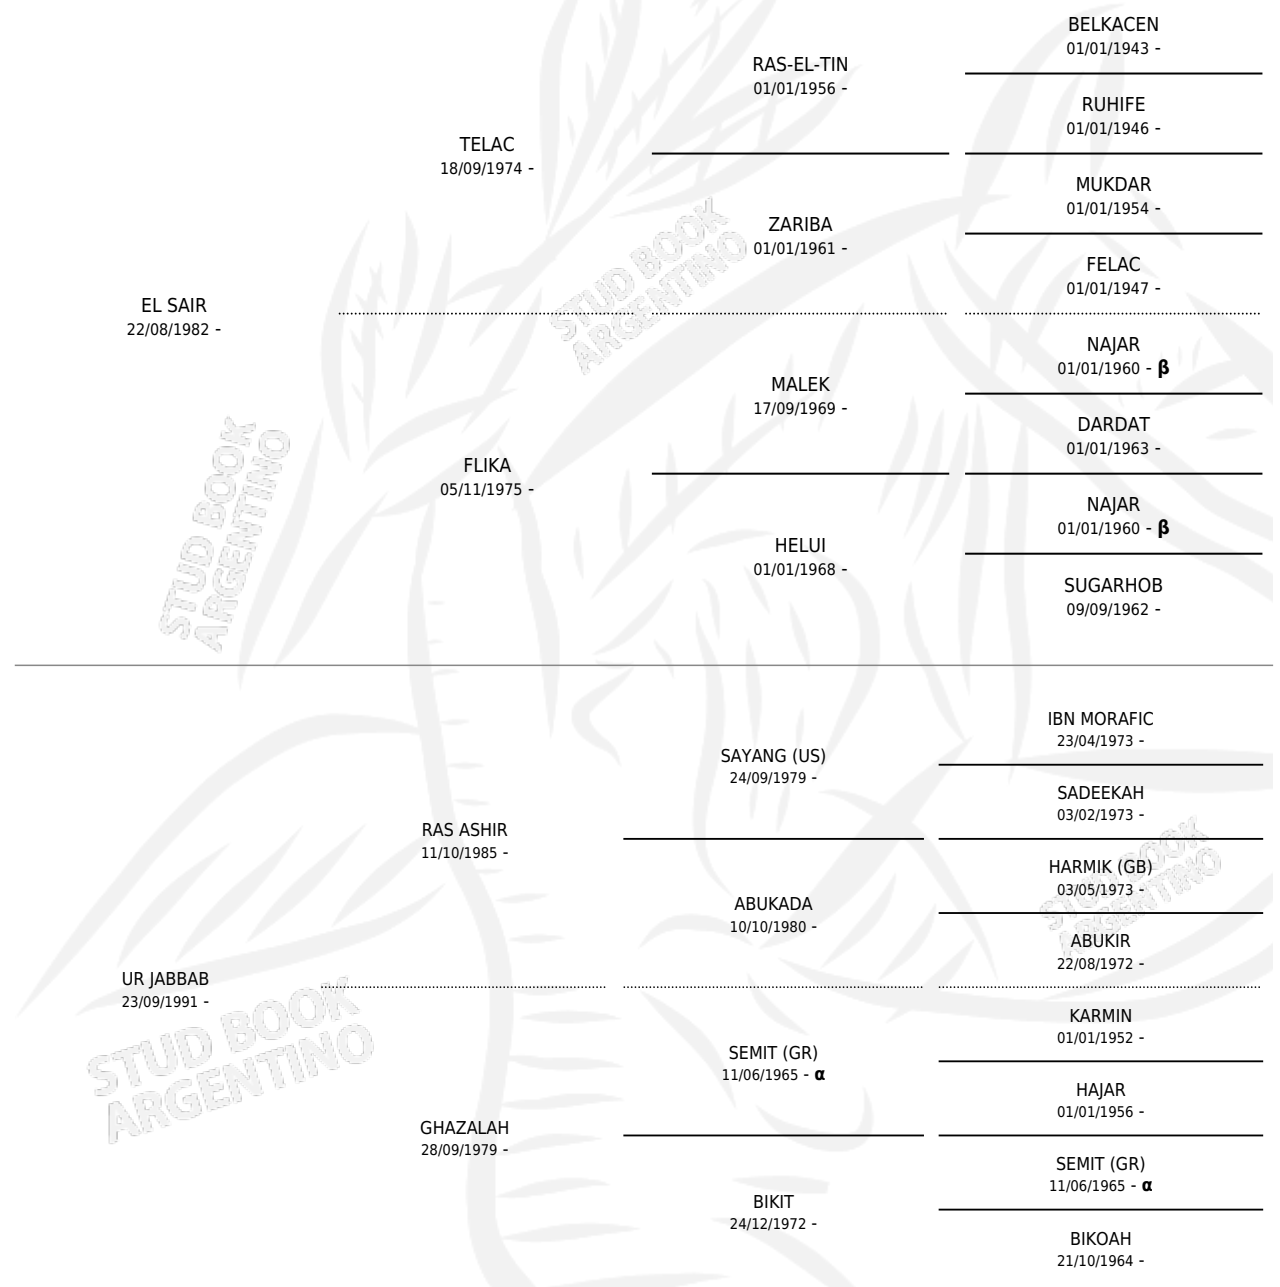 BELKACEN
01/01/1943 -
RAS-EL-TIN
01/01/1956 -
RUHIFE
01/01/1946 -
TELAC
18/09/1974 -
MUKDAR
01/01/1954 -
ZARIBA
01/01/1961 -
FELAC
01/01/1947 -
EL SAIR
22/08/1982 -
NAJAR
01/01/1960 - β
MALEK
17/09/1969 -
DARDAT
01/01/1963 -
FLIKA
05/11/1975 -
NAJAR
01/01/1960 - β
HELUI
01/01/1968 -
SUGARHOB
09/09/1962 -
IBN MORAFIC
23/04/1973 -
SAYANG (US)
24/09/1979 -
SADEEKAH
03/02/1973 -
RAS ASHIR
11/10/1985 -
HARMIK (GB)
03/05/1973 -
ABUKADA
10/10/1980 -
ABUKIR
22/08/1972 -
UR JABBAB
23/09/1991 -
KARMIN
01/01/1952 -
SEMIT (GR)
11/06/1965 - α
HAJAR
01/01/1956 -
GHAZALAH
28/09/1979 -
SEMIT (GR)
11/06/1965 - α
BIKIT
24/12/1972 -
BIKOAH
21/10/1964 -
STUD BOOK
ARGENTINO
STUD BOOK
ARGENTINO
STUD BOOK
ARGENTINO
STUD BOOK
ARGENTINO